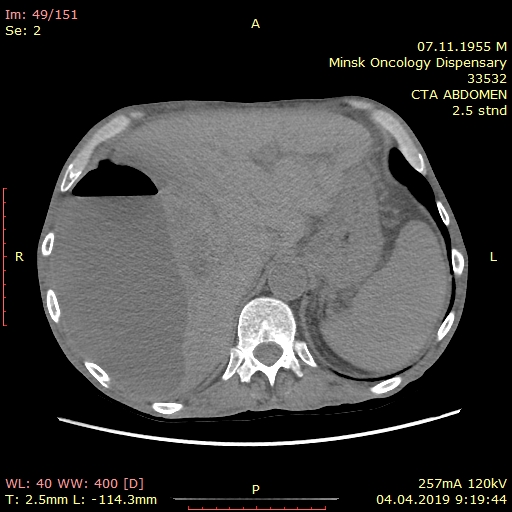 Im: 49/151
Se: 2
A
07.11.1955 M
Minsk Oncology Dispensary
33532
CTA ABDOMEN
2.5 stnd
R
L
WL: 40 WW: 400 [D]
T: 2.5mm L: -114.3mm
P
257mA 120kV
04.04.2019 9:19:44